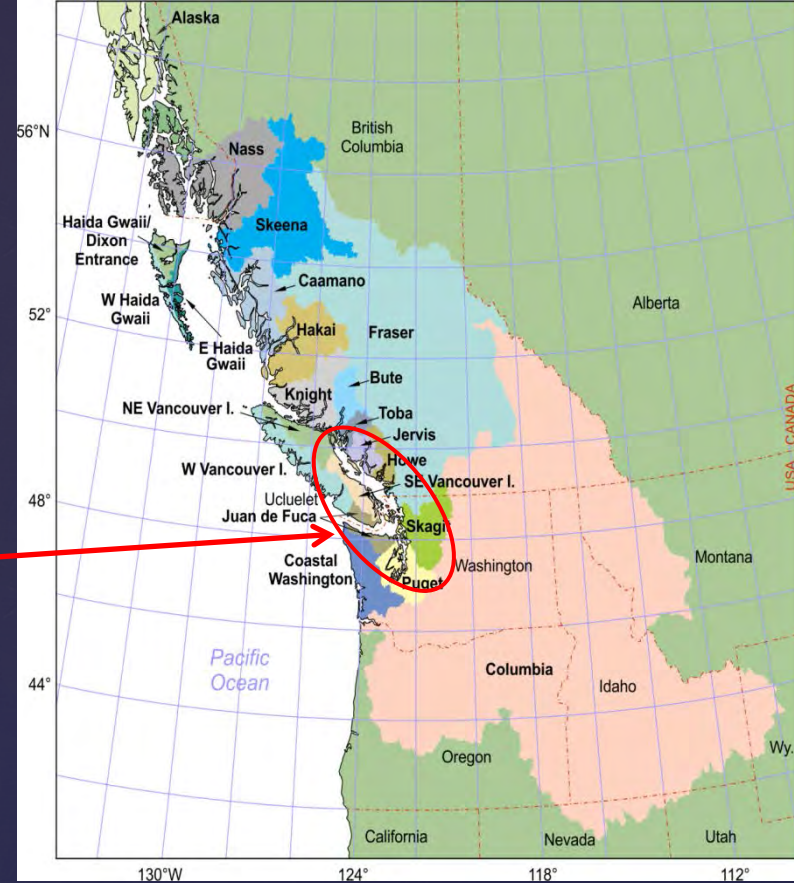 Alaska
56°N
British
Columbia
Nass
Skeena
Haida Gwaii/
Dixon
Entrance
Caamano
Alberta
W Haida
Gwaii
52°
Hakai
Fraser
E Haida
Gwaii
Bute
Knight
NE Vancouver I.
Toba
Jervis
USA CANADA
Howe
W Vancouver I.
SE Vancouver I.
48°
Ucluelet
Juan de Fuca
Skagi
Coastal
Washington
Washington
Montana
Puget
Pacific
Ocean
Columbia
44°
Idaho
Wy.
Oregon
California
Nevada
Utah
130°W
124°
118°
112°